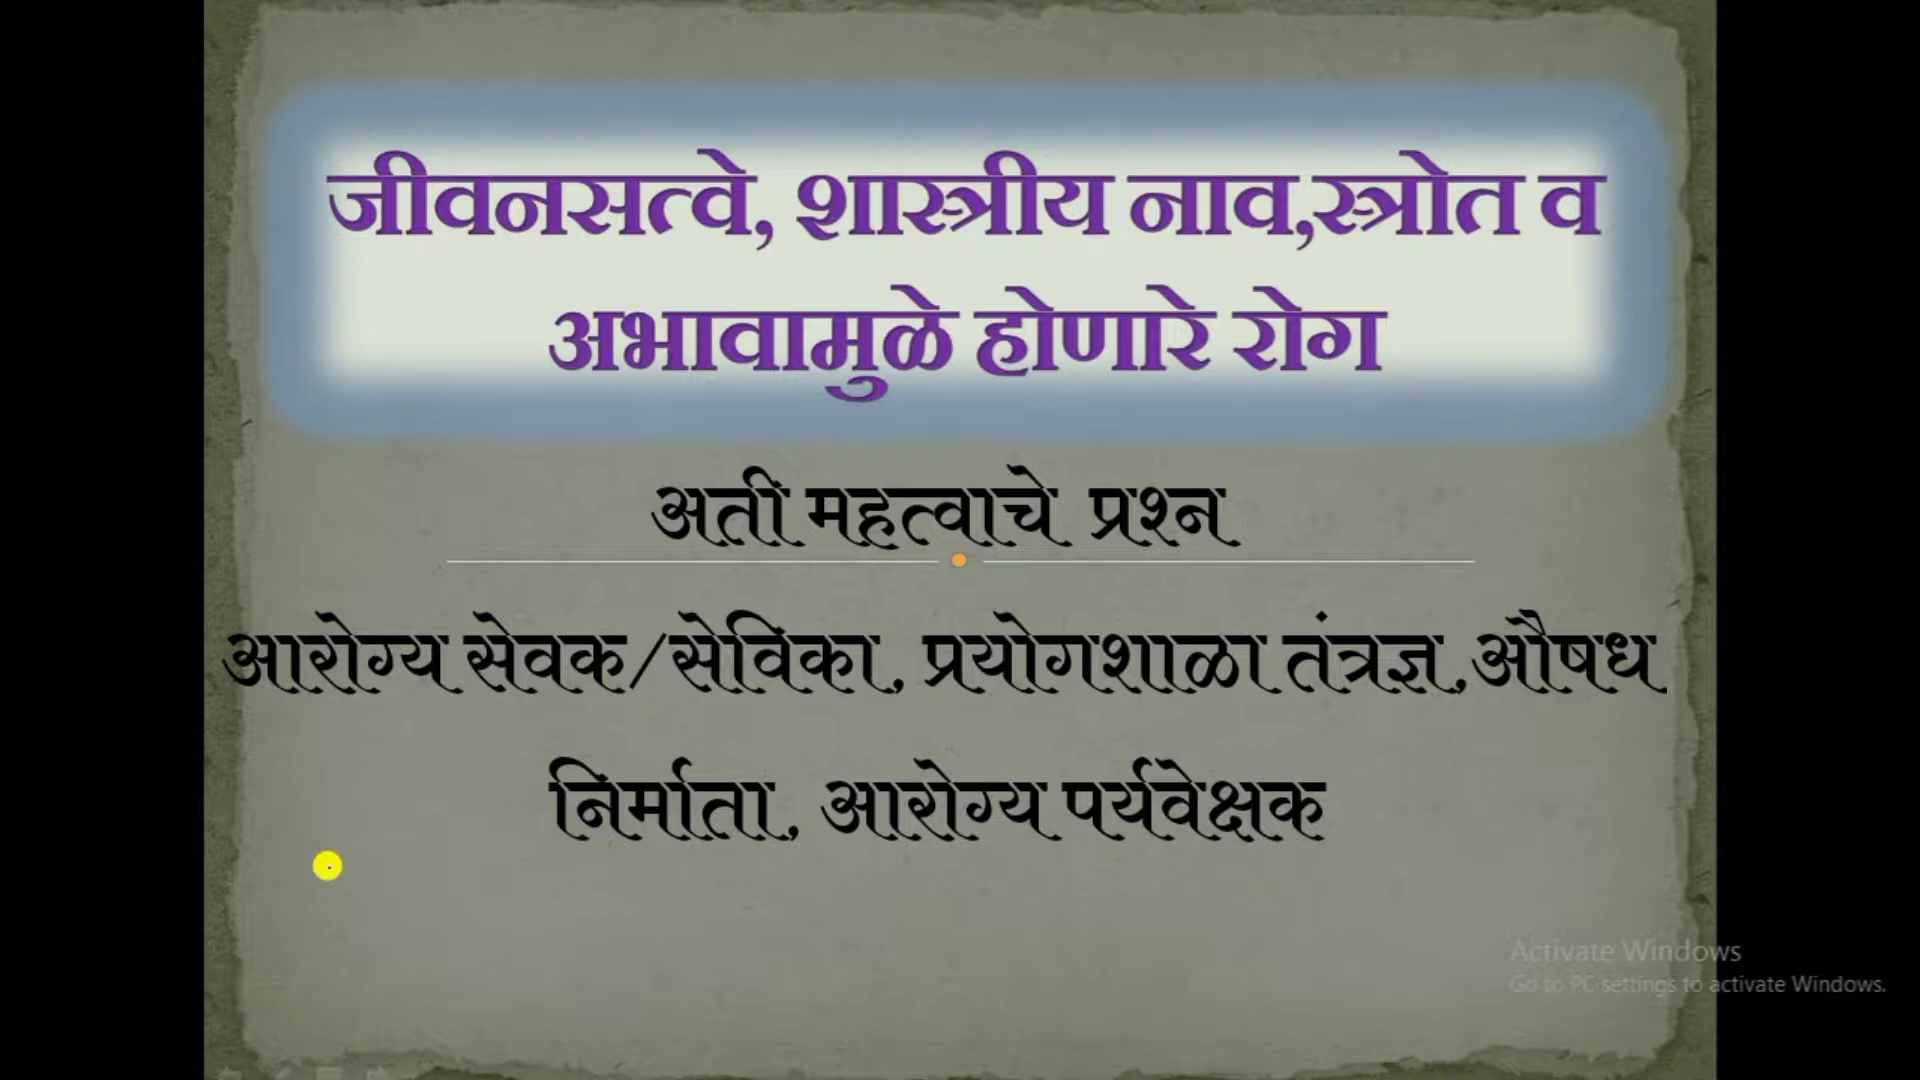 जीवनसत्वे, शास्त्रीय नाव,स्त्रोत व
अभावामुळे होणारे रोग
अती महत्वाचे प्रश्न
आरोग्य सेवक/सेविका, प्रयोगशाळा तंत्रज्ञ,औषध
निर्माता, आरोग्य पर्यवेक्षक
Activate Windows
Go to PC settings to activate Windows.